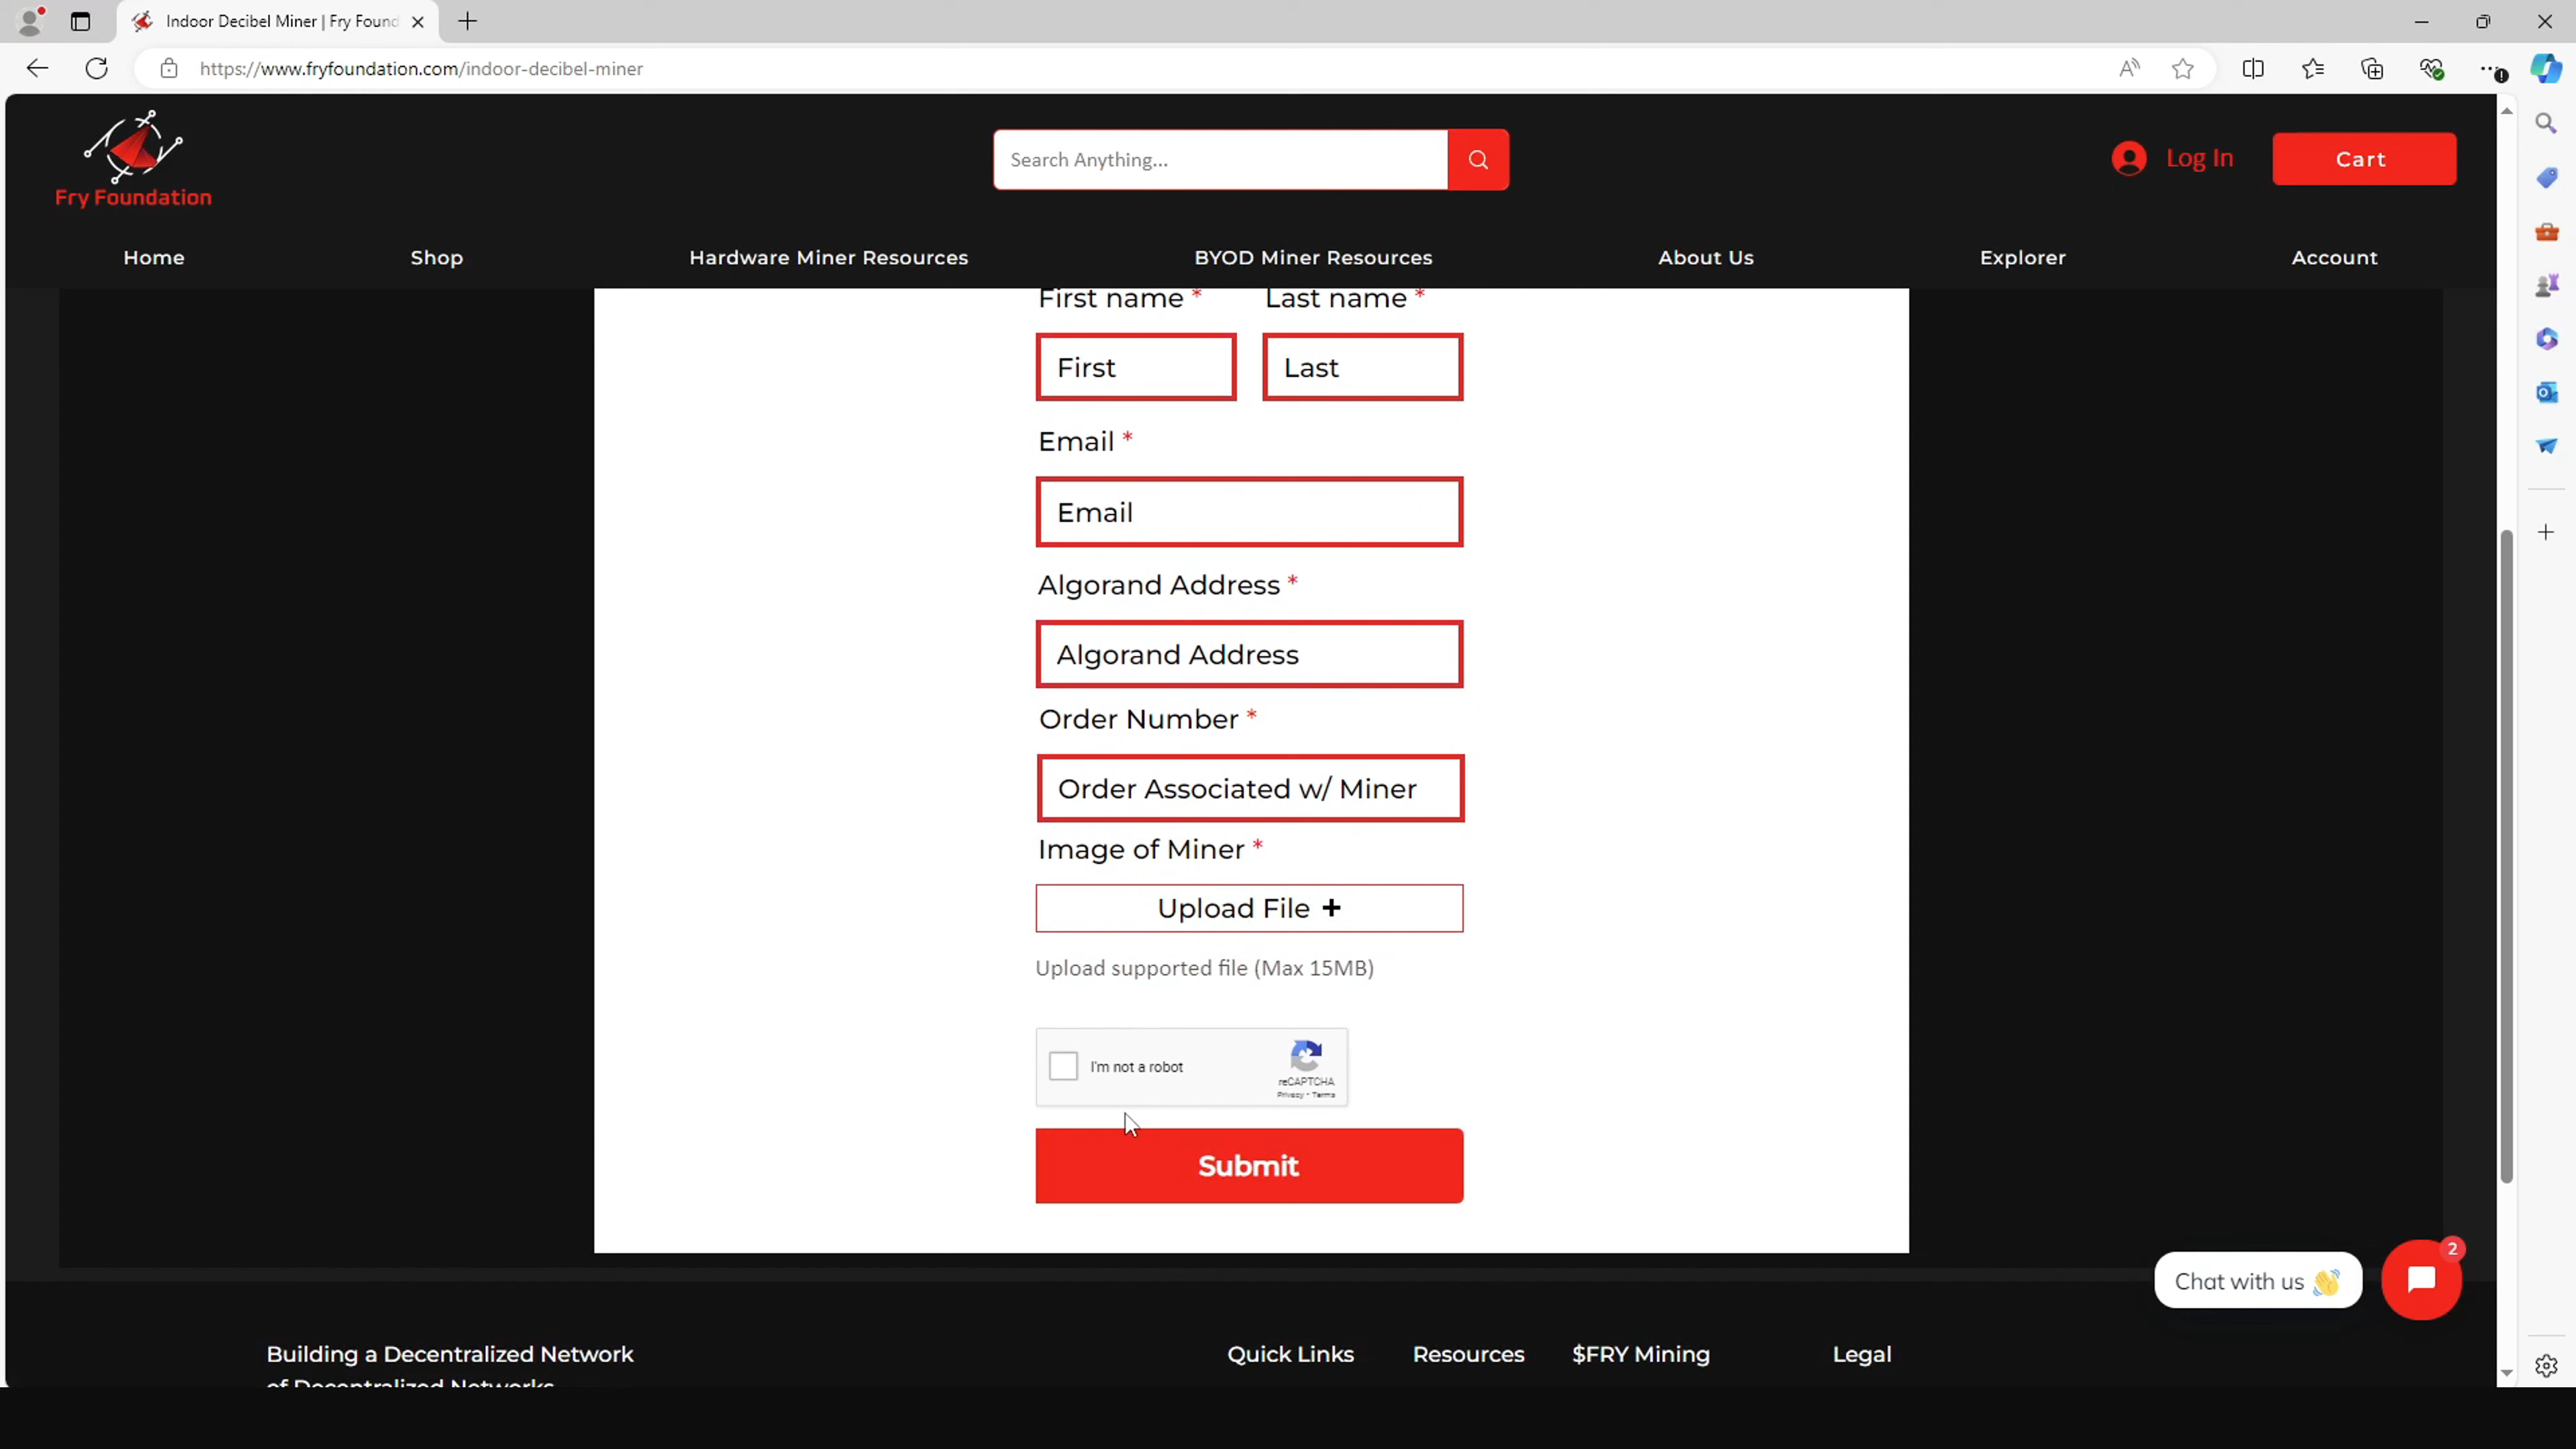 Indoor Decibel Miner | Fry Found
https://www.fryfoundation.com/indoor-decibel-miner
Fry Foundation
Search Anything...
Log In
Cart
Home
Shop
Hardware Miner Resources
BYOD Miner Resources
About Us
Explorer
Account
First name *
Last name *
First
Last
Email *
Email
Algorand Address *
Algorand Address
Order Number *
Order Associated w/ Miner
Image of Miner *
Upload File +
Upload supported file (Max 15MB)
I'm not a robot
reCAPTCHA
Privacy - Terms
Submit
2
Chat with us 👋
Building a Decentralized Network
of Decentralized Networks
Quick Links
Resources
$FRY Mining
Legal